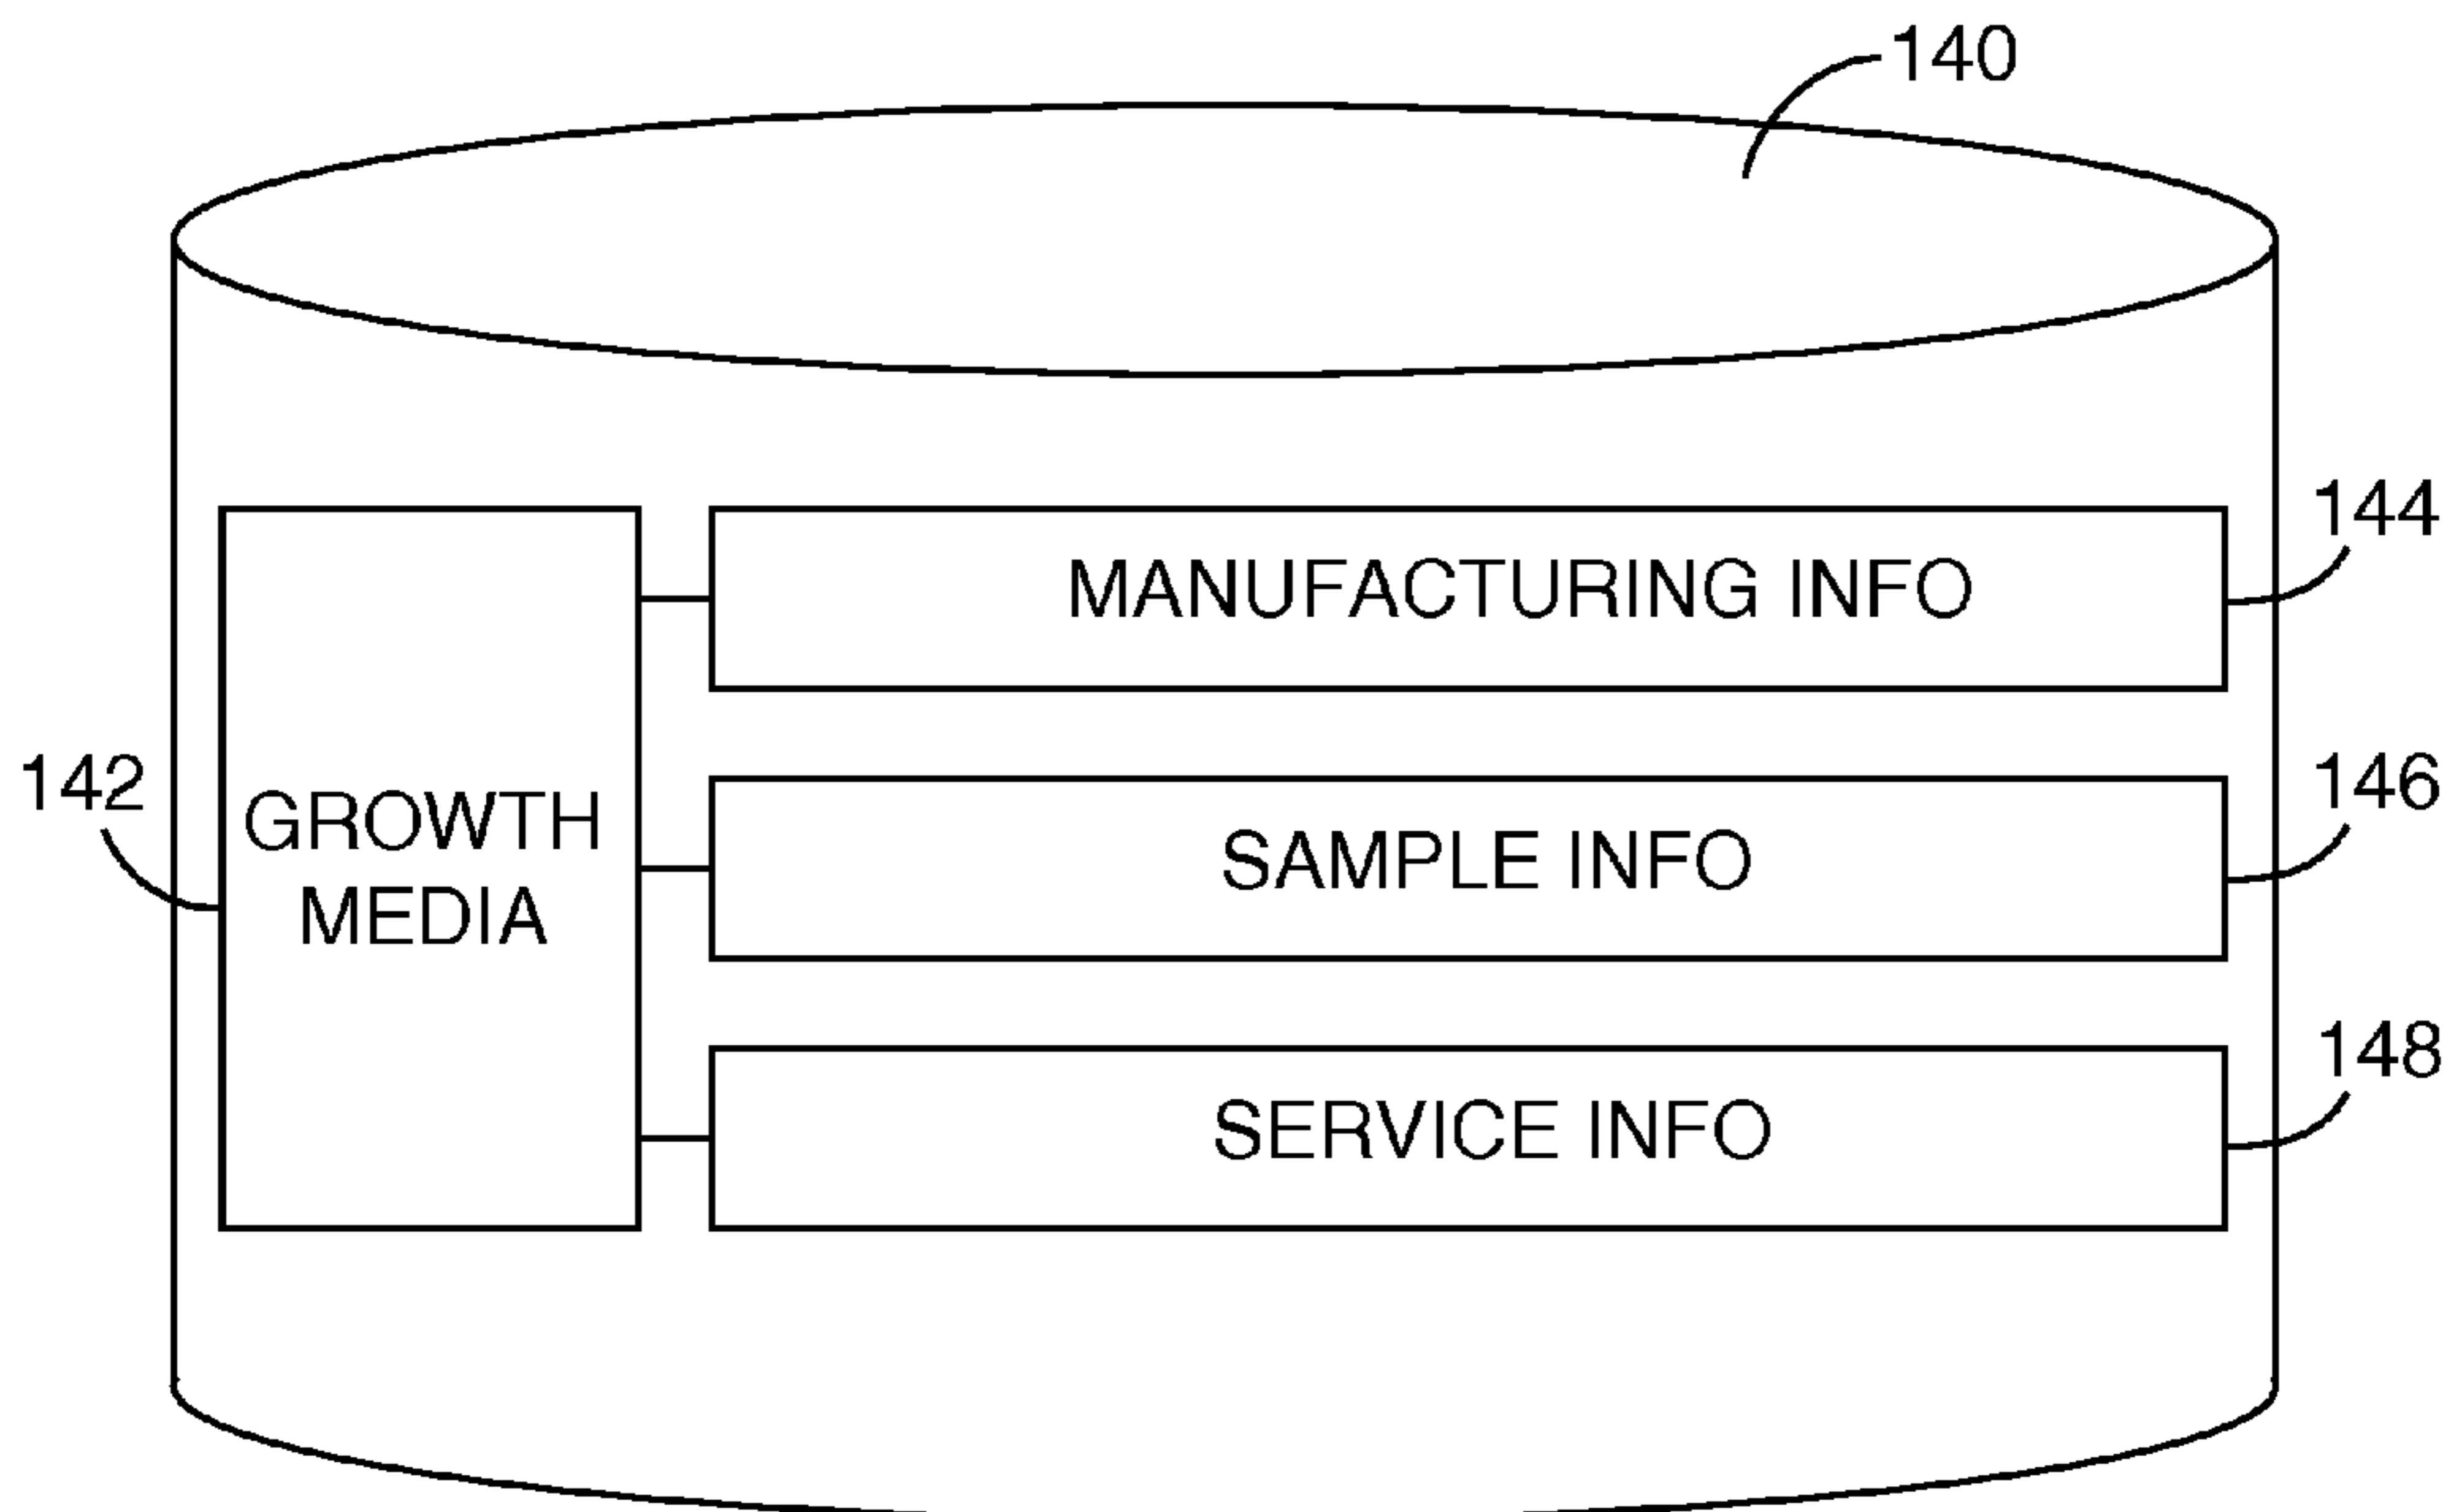 140
144
MANUFACTURING INFO
142
GROWTH
MEDIA
146
SAMPLE INFO
148
SERVICE INFO